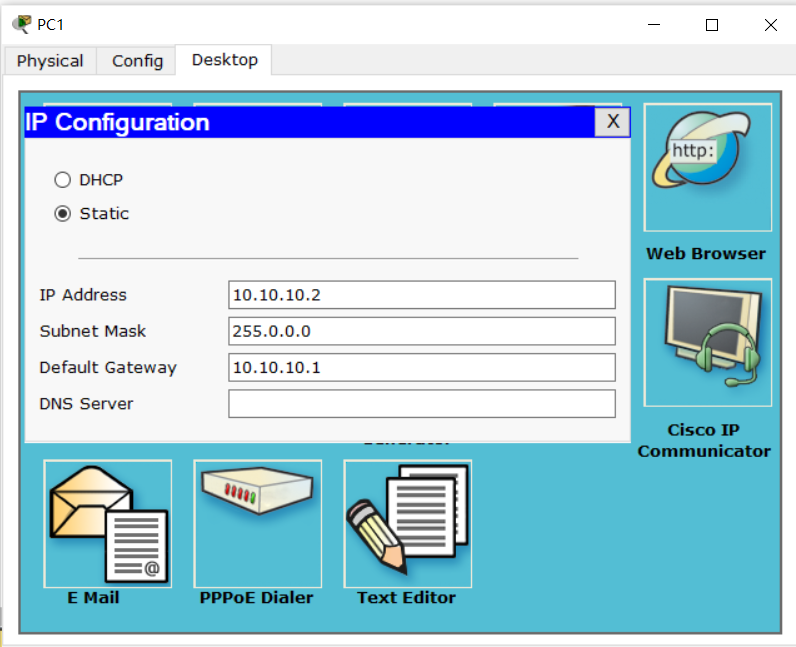 PC1
Physical Config Desktop
IP Configuration X
DHCP
Static
IP Address 10.10.10.2
Subnet Mask 255.0.0.0
Default Gateway 10.10.10.1
DNS Server
http:
Web Browser
Cisco IP
Communicator
@
E Mail PPPoE Dialer Text Editor